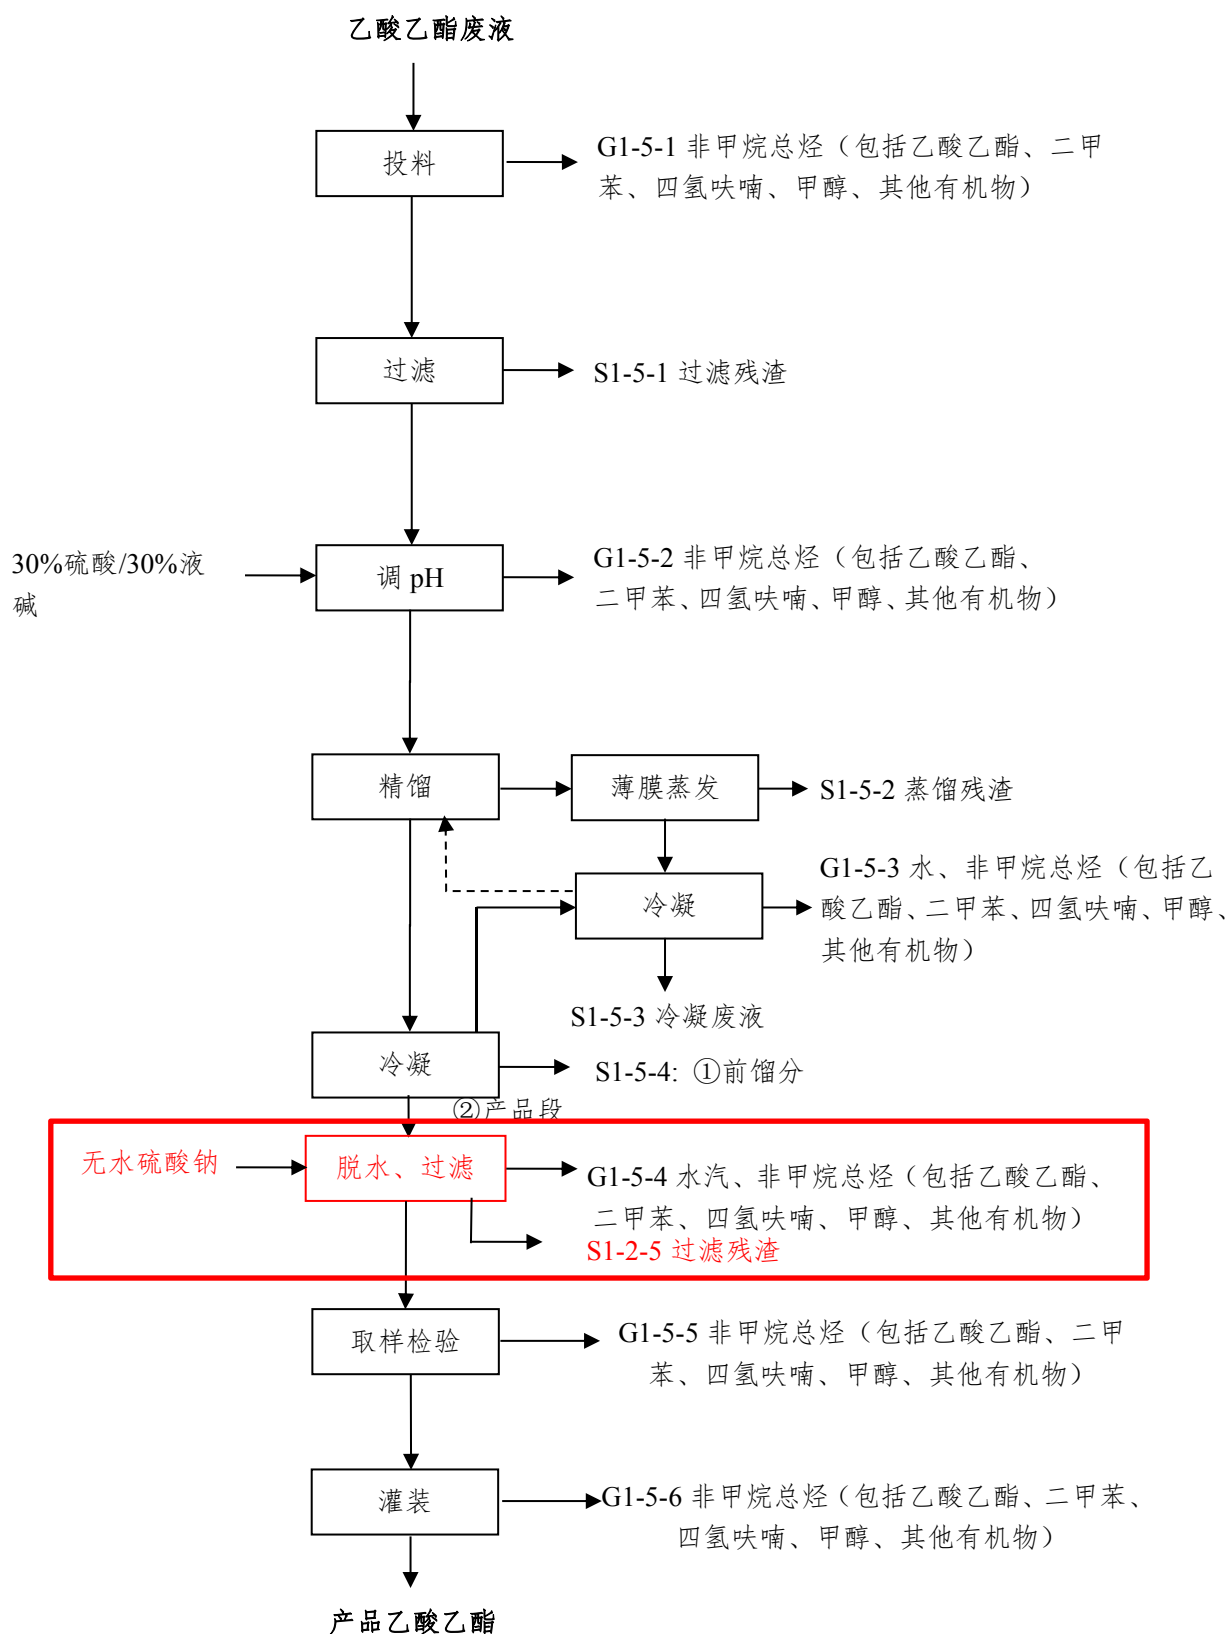 乙酸乙酯废液
投料
G1-5-1 非甲烷总烃（包括乙酸乙酯、二甲
苯、四氢呋喃、甲醇、其他有机物）
过滤
S1-5-1 过滤残渣
30%硫酸/30%液
碱
调 pH
G1-5-2 非甲烷总烃（包括乙酸乙酯、
二甲苯、四氢呋喃、甲醇、其他有机物）
精馏
薄膜蒸发
S1-5-2 蒸馏残渣
冷凝
G1-5-3 水、非甲烷总烃（包括乙
酸乙酯、二甲苯、四氢呋喃、甲醇、
其他有机物）
S1-5-3 冷凝废液
冷凝
S1-5-4: ①前馏分
②产品段
无水硫酸钠
脱水、过滤
G1-5-4 水汽、非甲烷总烃（包括乙酸乙酯、
二甲苯、四氢呋喃、甲醇、其他有机物）
S1-2-5 过滤残渣
取样检验
G1-5-5 非甲烷总烃（包括乙酸乙酯、二甲
苯、四氢呋喃、甲醇、其他有机物）
灌装
G1-5-6 非甲烷总烃（包括乙酸乙酯、二甲苯、
四氢呋喃、甲醇、其他有机物）
产品乙酸乙酯